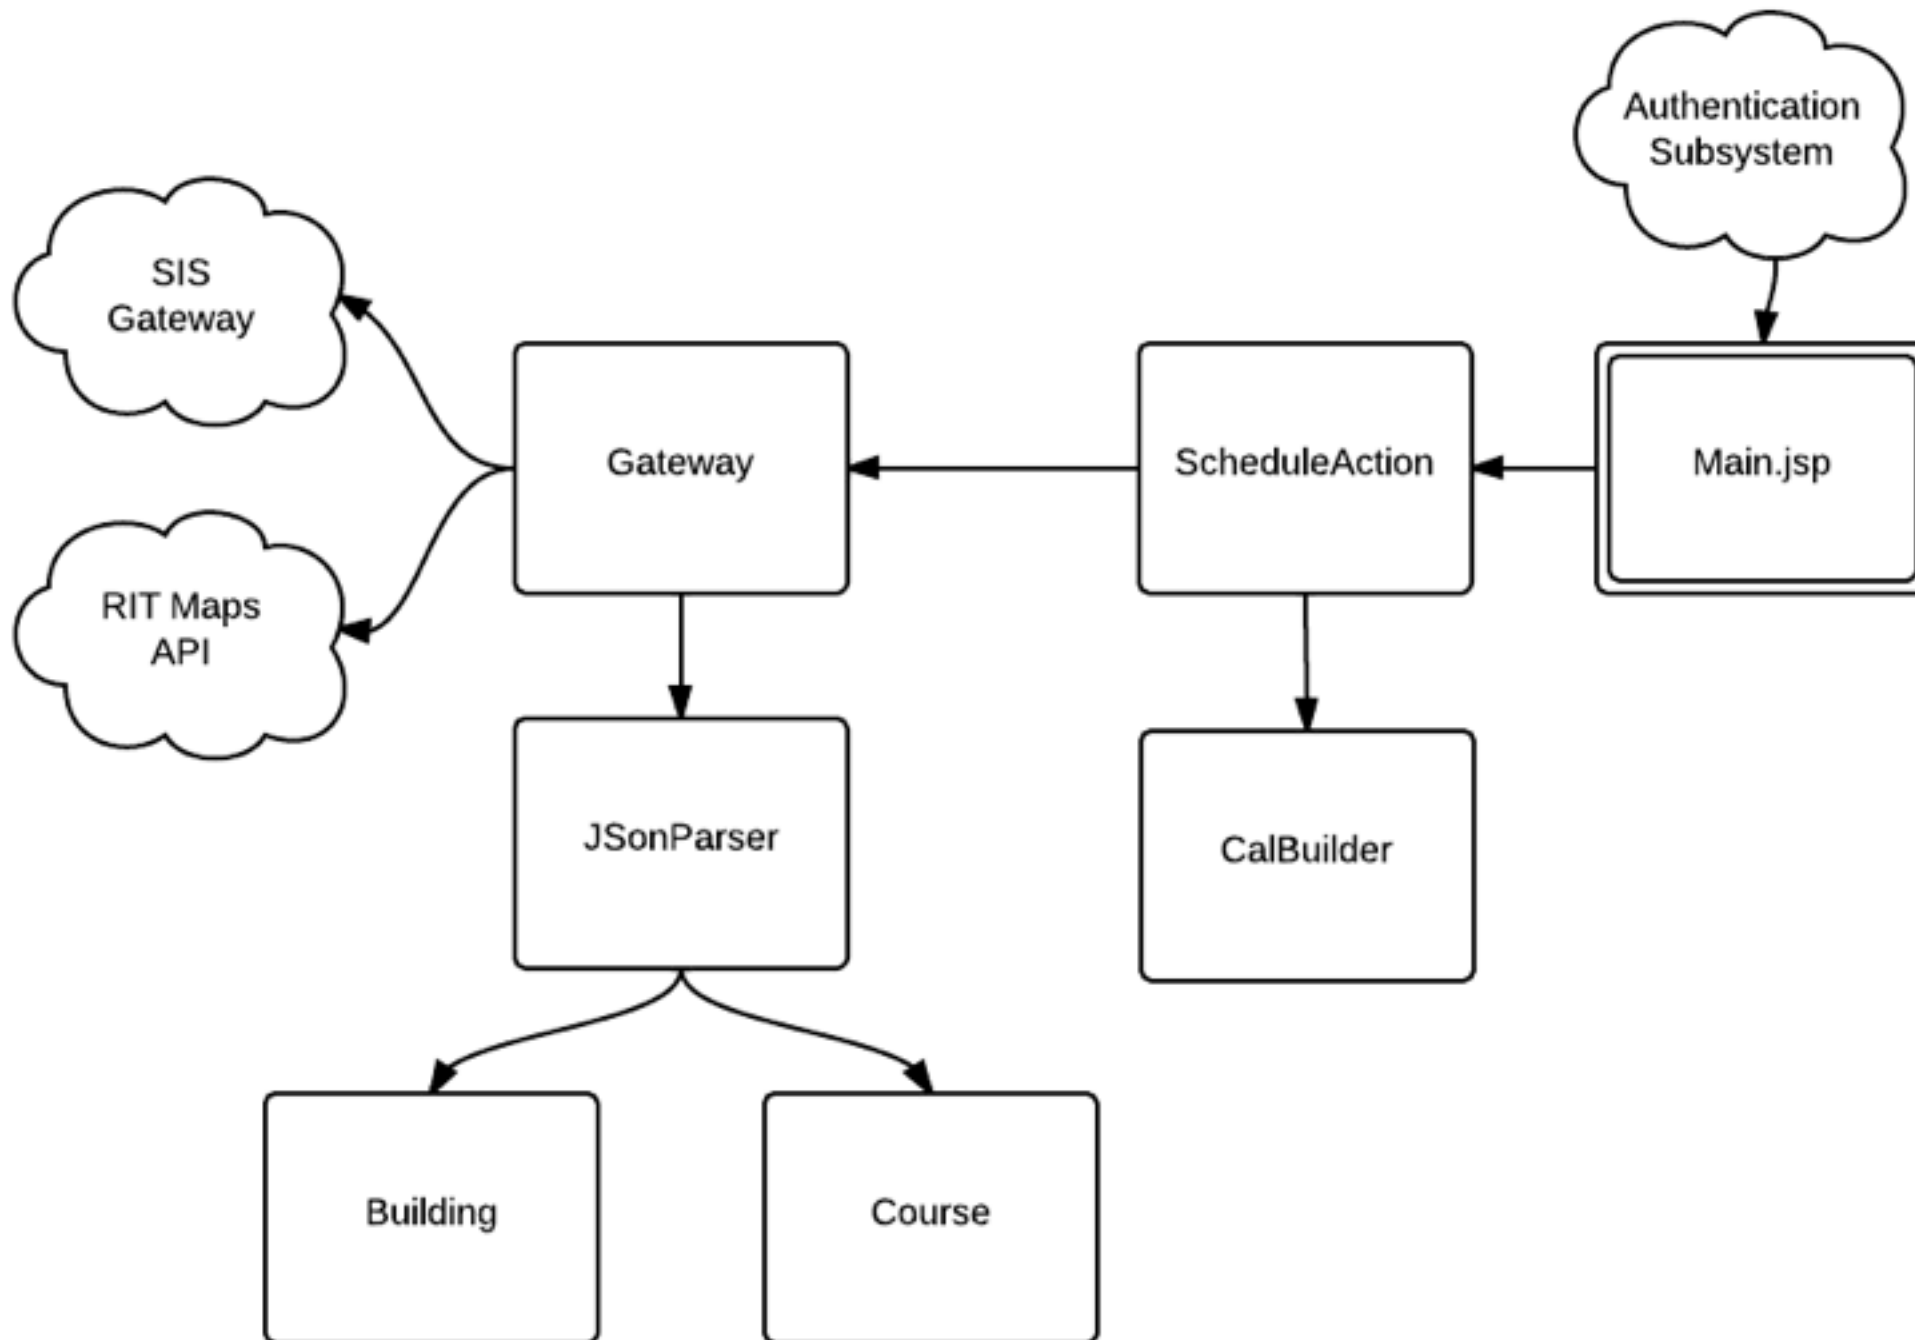 Authentication
Subsystem
SIS
Gateway
Gateway
ScheduleAction
Main.jsp
RIT Maps
API
JSonParser
CalBuilder
Building
Course